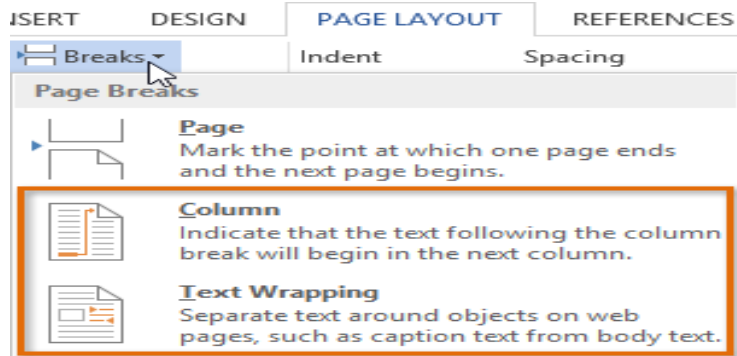 NSERT DESIGN PAGE LAYOUT REFERENCES
Breaks Indent Spacing
Page Breaks
Page
Mark the point at which one page ends
and the next page begins.
Column
Indicate that the text following the column
break will begin in the next column.
Text Wrapping
Separate text around objects on web
pages, such as caption text from body text.